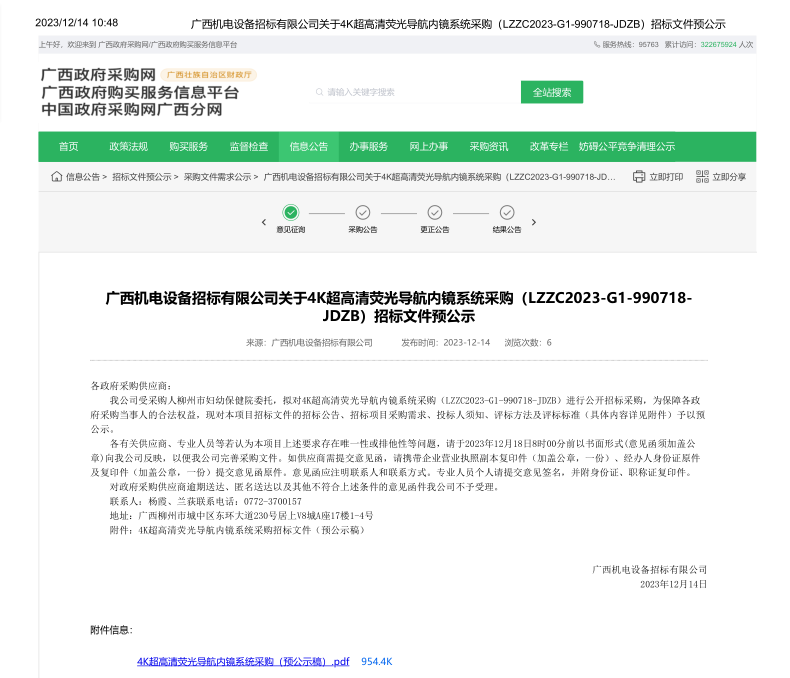 2023/12/14 10:48
广西机电设备招标有限公司关于4K超高清荧光导航内镜系统采购（LZZC2023-G1-990718-JDZB）招标文件预公示
上午好，欢迎来到 广西政府采购网/广西政府购买服务信息平台
服务热线：95763 累计访问：322675924 人次
广西政府采购网 广西壮族自治区财政厅
广西政府购买服务信息平台
中国政府采购网广西分网
请输入关键字搜索
全站搜索
首页 政策法规 购买服务 监督检查 信息公告 办事服务 网上办事 采购资讯 改革专栏 妨碍公平竞争清理公示
信息公告 > 招标文件预公示 > 采购文件需求公示 > 广西机电设备招标有限公司关于4K超高清荧光导航内镜系统采购（LZZC2023-G1-990718-JD... 立即打印 立即分享
意见征询 采购公告 更正公告 结果公告
广西机电设备招标有限公司关于4K超高清荧光导航内镜系统采购（LZZC2023-G1-990718-
JDZB）招标文件预公示
来源：广西机电设备招标有限公司 发布时间：2023-12-14 浏览次数：6
各政府采购供应商：
我公司受采购人柳州市妇幼保健院委托，拟对4K超高清荧光导航内镜系统采购（LZZC2023-G1-990718-JDZB）进行公开招标采购，为保障各政
府采购当事人的合法权益，现对本项目招标文件的招标公告、招标项目采购需求、投标人须知、评标方法及评标标准（具体内容详见附件）予以预
公示。
各有关供应商、专业人员等若认为本项目上述要求存在唯一性或排他性等问题，请于2023年12月18日8时00分前以书面形式(意见函须加盖公
章)向我公司反映，以便我公司完善采购文件。如供应商需提交意见函，请携带企业营业执照副本复印件（加盖公章，一份）、经办人身份证原件
及复印件（加盖公章，一份）提交意见函原件。意见函应注明联系人和联系方式。专业人员个人请提交意见签名，并附身份证、职称证复印件。
对政府采购供应商逾期送达、匿名送达以及其他不符合上述条件的意见函件我公司不予受理。
联系人：杨霞、兰获联系电话：0772-3700157
地址：广西柳州市城中区东环大道230号居上V8城A座17楼1-4号
附件：4K超高清荧光导航内镜系统采购招标文件（预公示稿）
广西机电设备招标有限公司
2023年12月14日
附件信息：
4K超高清荧光导航内镜系统采购（预公示稿）.pdf 954.4K